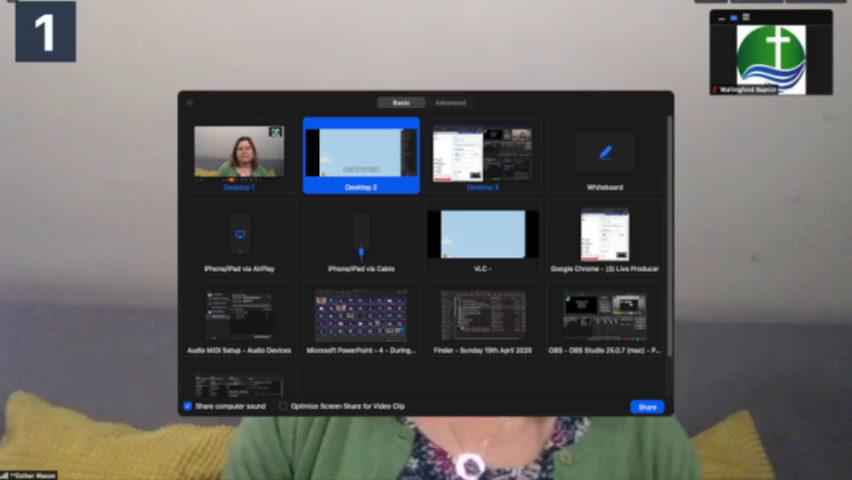 1
Basic Advanced
Desktop 1
Desktop 2
Desktop 3
Whiteboard
iPhone/iPad via AirPlay
iPhone/iPad via Cable
VLC -
Google Chrome - (3) Live Producer
Audio MIDI Setup - Audio Devices
Microsoft PowerPoint - 4 - During...
Finder - Sunday 19th April 2020
OBS - OBS Studio 25.0.7 (mac) - P...
Share computer sound
Optimize Screen Share for Video Clip
Share
Wallingford Baptist
Esther Mason